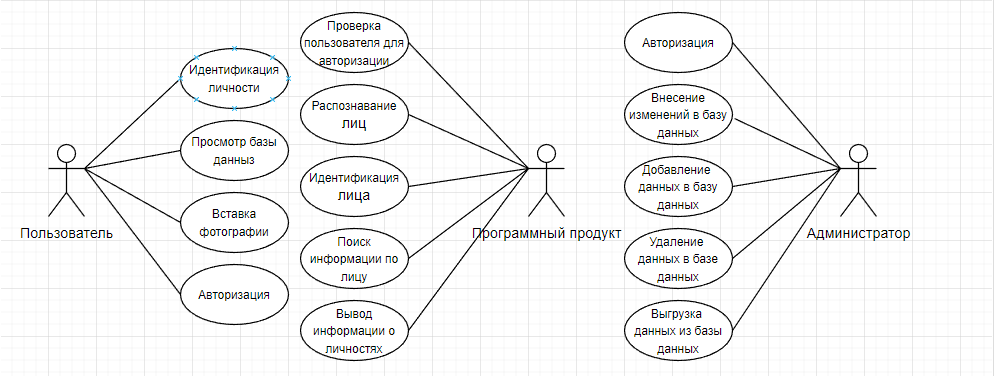 Идентификация
личности
Просмотр базы
данныз
Вставка
фотографии
Авторизация
Пользователь
Проверка
пользователя для
авторизации
Распознавание
лиц
Идентификация
лица
Поиск
информации по
лицу
Вывод
информации о
личностях
Программный продукт
Авторизация
Внесение
изменений в базу
данных
Добавление
данных в базу
данных
Удаление
данных в базе
данных
Выгрузка
данных из базы
данных
Администратор